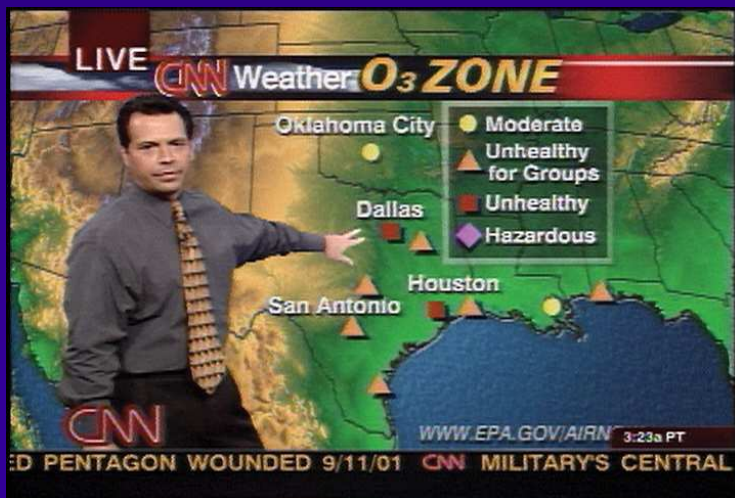 LIVE
CNN Weather O3 ZONE
Oklahoma City
Moderate
Unhealthy
for Groups
Dallas
Unhealthy
Hazardous
Houston
San Antonio
CNN
WWW.EPA.GOV/AIRN
3:23a PT
ED PENTAGON WOUNDED 9/11/01 CNN MILITARY'S CENTRAL